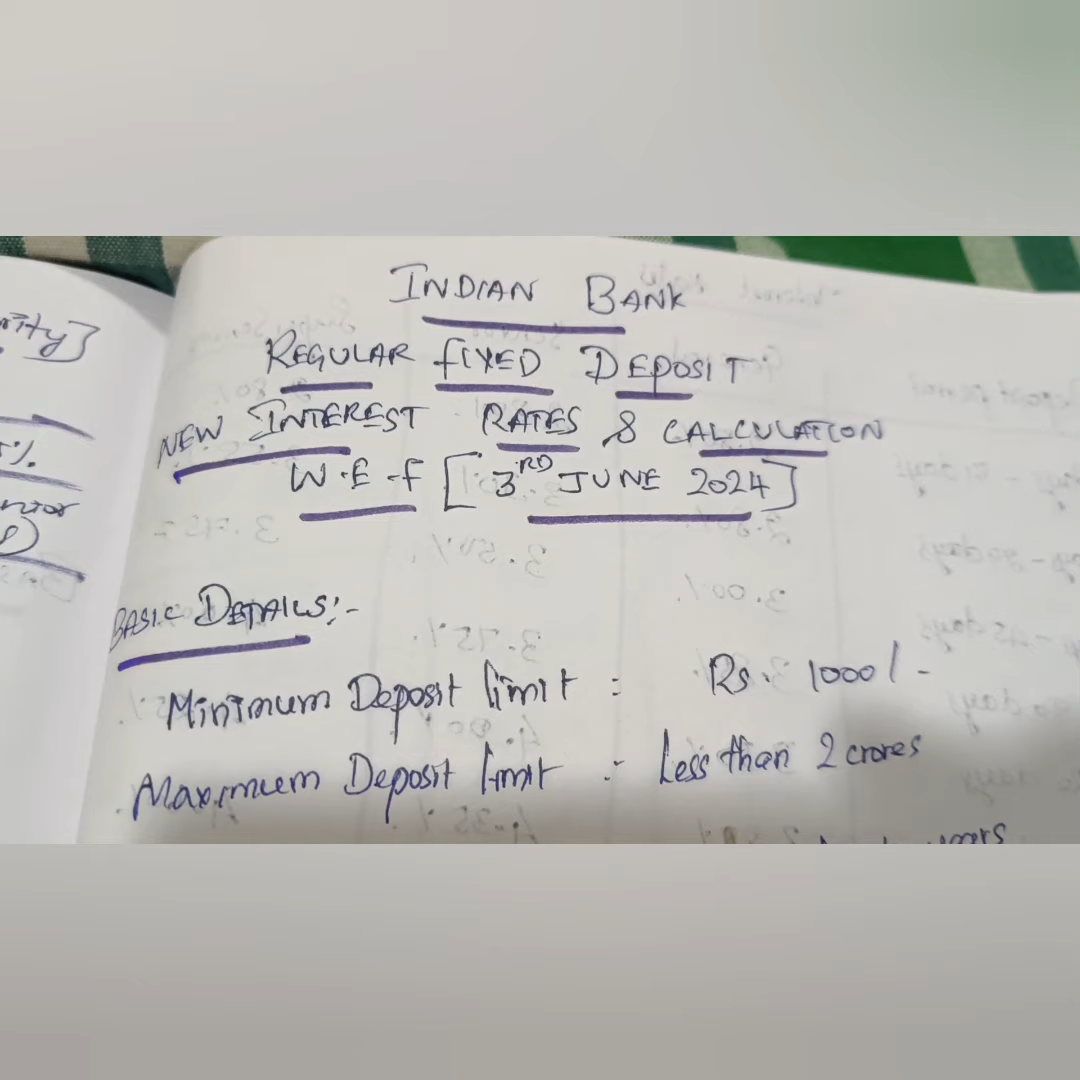 INDIAN BANK
REGULAR FIXED DEPOSIT
NEW INTEREST RATES & CALCULATION
W.E.F [3RD JUNE 2024]
BASIC DETAILS:-
Minimum Deposit limit : Rs. 1000/-
Maximum Deposit limit :- Less than 2 crores